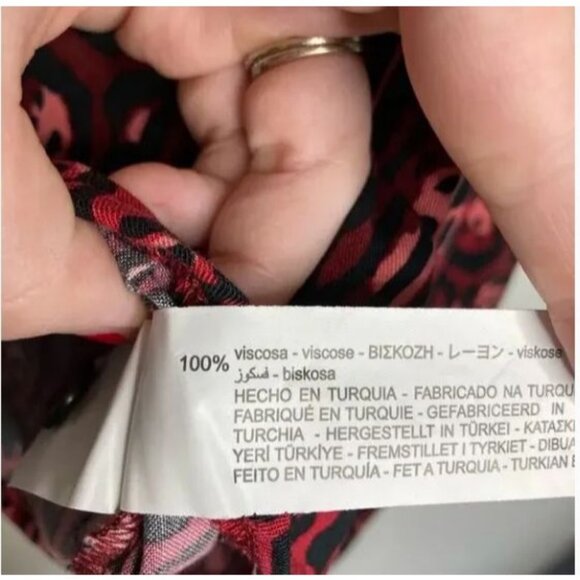 100% viscosa - viscose - ΒΙΣΚΟΖΗ - レーヨン - viskose
فسكوز - biskosa
HECHO EN TURQUIA - FABRICADO NA TURQU
FABRIQUÉ EN TURQUIE - GEFABRICEERD IN
TURCHIA - HERGESTELLT IN TÜRKEI - ΚΑΤΑΣΚ
YERİ TÜRKİYE - FREMSTILLET I TYRKIET - DIBUA
FEITO EN TURQUÍA - FET A TURQUIA - TURKIAN E